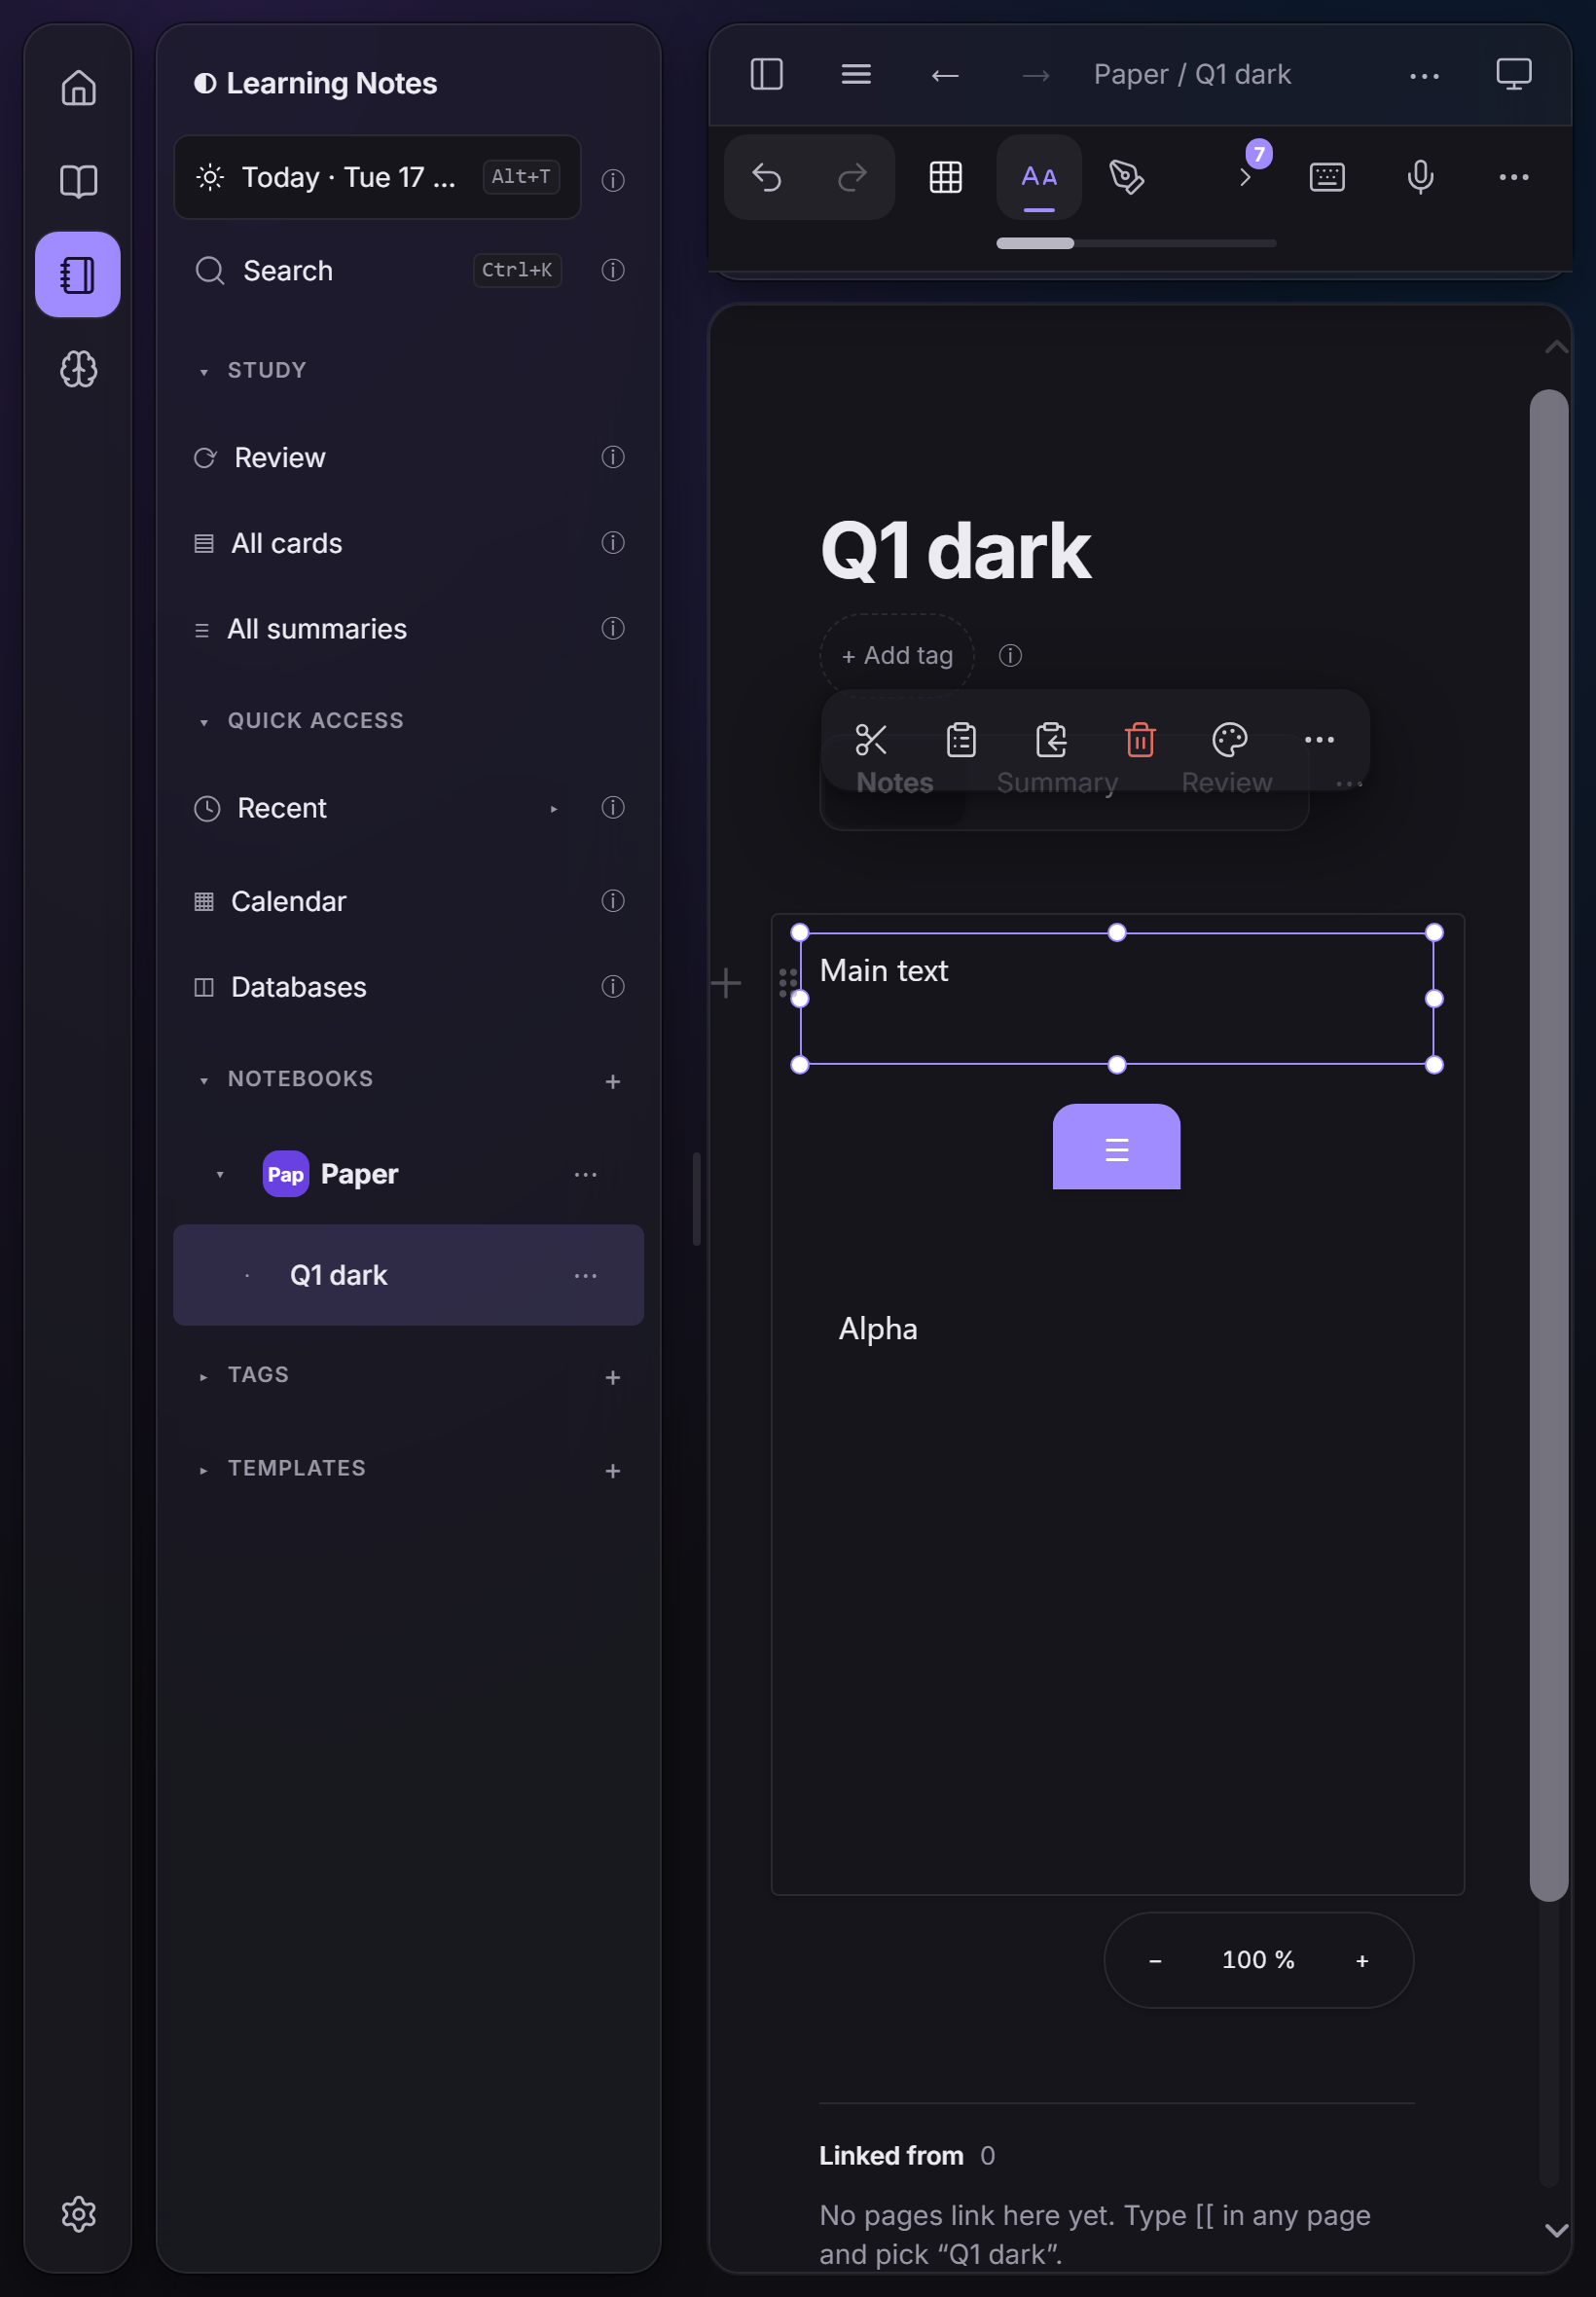 Learning Notes
Today · Tue 17 ... Alt+T
Search Ctrl+K
STUDY
Review
All cards
All summaries
QUICK ACCESS
Recent
Calendar
Databases
NOTEBOOKS +
Pap Paper ...
Q1 dark ...
TAGS +
TEMPLATES +
Paper / Q1 dark
AA
7
Q1 dark
+ Add tag
Notes Summary Review ...
Main text
Alpha
− 100 % +
Linked from 0
No pages link here yet. Type [[ in any page
and pick “Q1 dark”.